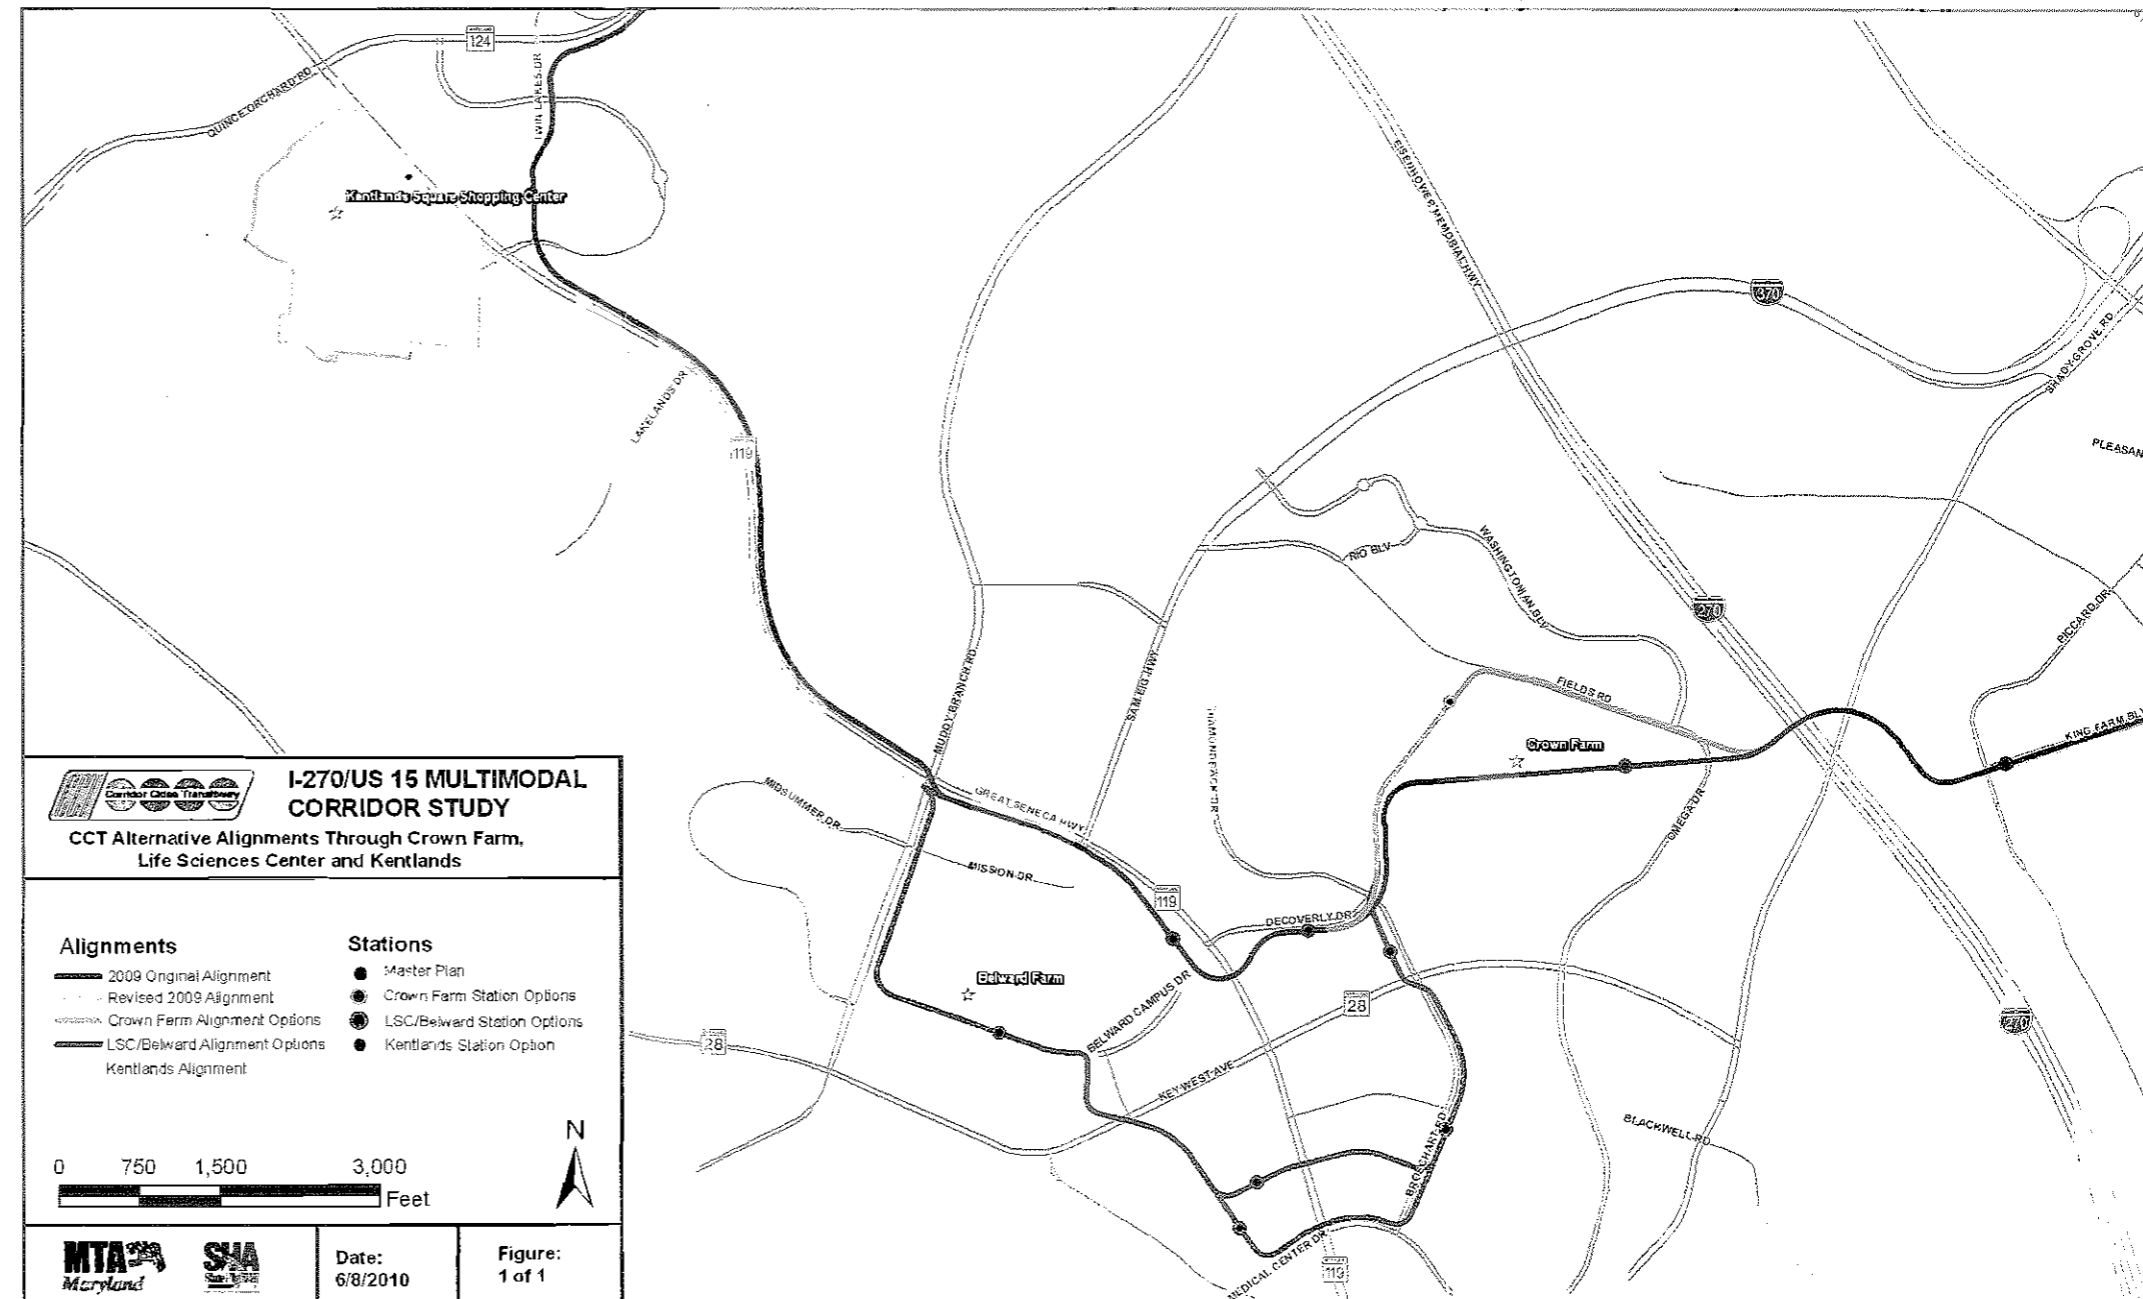 124
QUINCE ORCHARD RD
TWIN LAKES DR
Kentlands Square Shopping Center
EISENHOWER MEMORIAL HWY
370
SHADY GROVE RD
PLEASAN
LAKELANDS DR
119
RIO BLV
WASHINGTONIAN BLV
270
PICCARD DR
MUDDY BRANCH RD
SAM EIG HWY
DIAMONDBACK DR
FIELDS RD
Crown Farm
KING FARM BLV
OMEGA DR
GREAT SENECA HWY
MIDSUMMER DR
MISSION DR
119
DECOVERLY DR
Belward Farm
BELWARD CAMPUS DR
28
28
KEY WEST AVE
270
BLACKWELL RD
BROSCHART RD
MEDICAL CENTER DR
119
Corridor Cities Transitway
I-270/US 15 MULTIMODAL
CORRIDOR STUDY
CCT Alternative Alignments Through Crown Farm,
Life Sciences Center and Kentlands
Alignments
2009 Original Alignment
Revised 2009 Alignment
Crown Farm Alignment Options
LSC/Belward Alignment Options
Kentlands Alignment
Stations
Master Plan
Crown Farm Station Options
LSC/Belward Station Options
Kentlands Station Option
N
0 750 1,500 3,000
Feet
MTA
Maryland
SHA
Date:
6/8/2010
Figure:
1 of 1